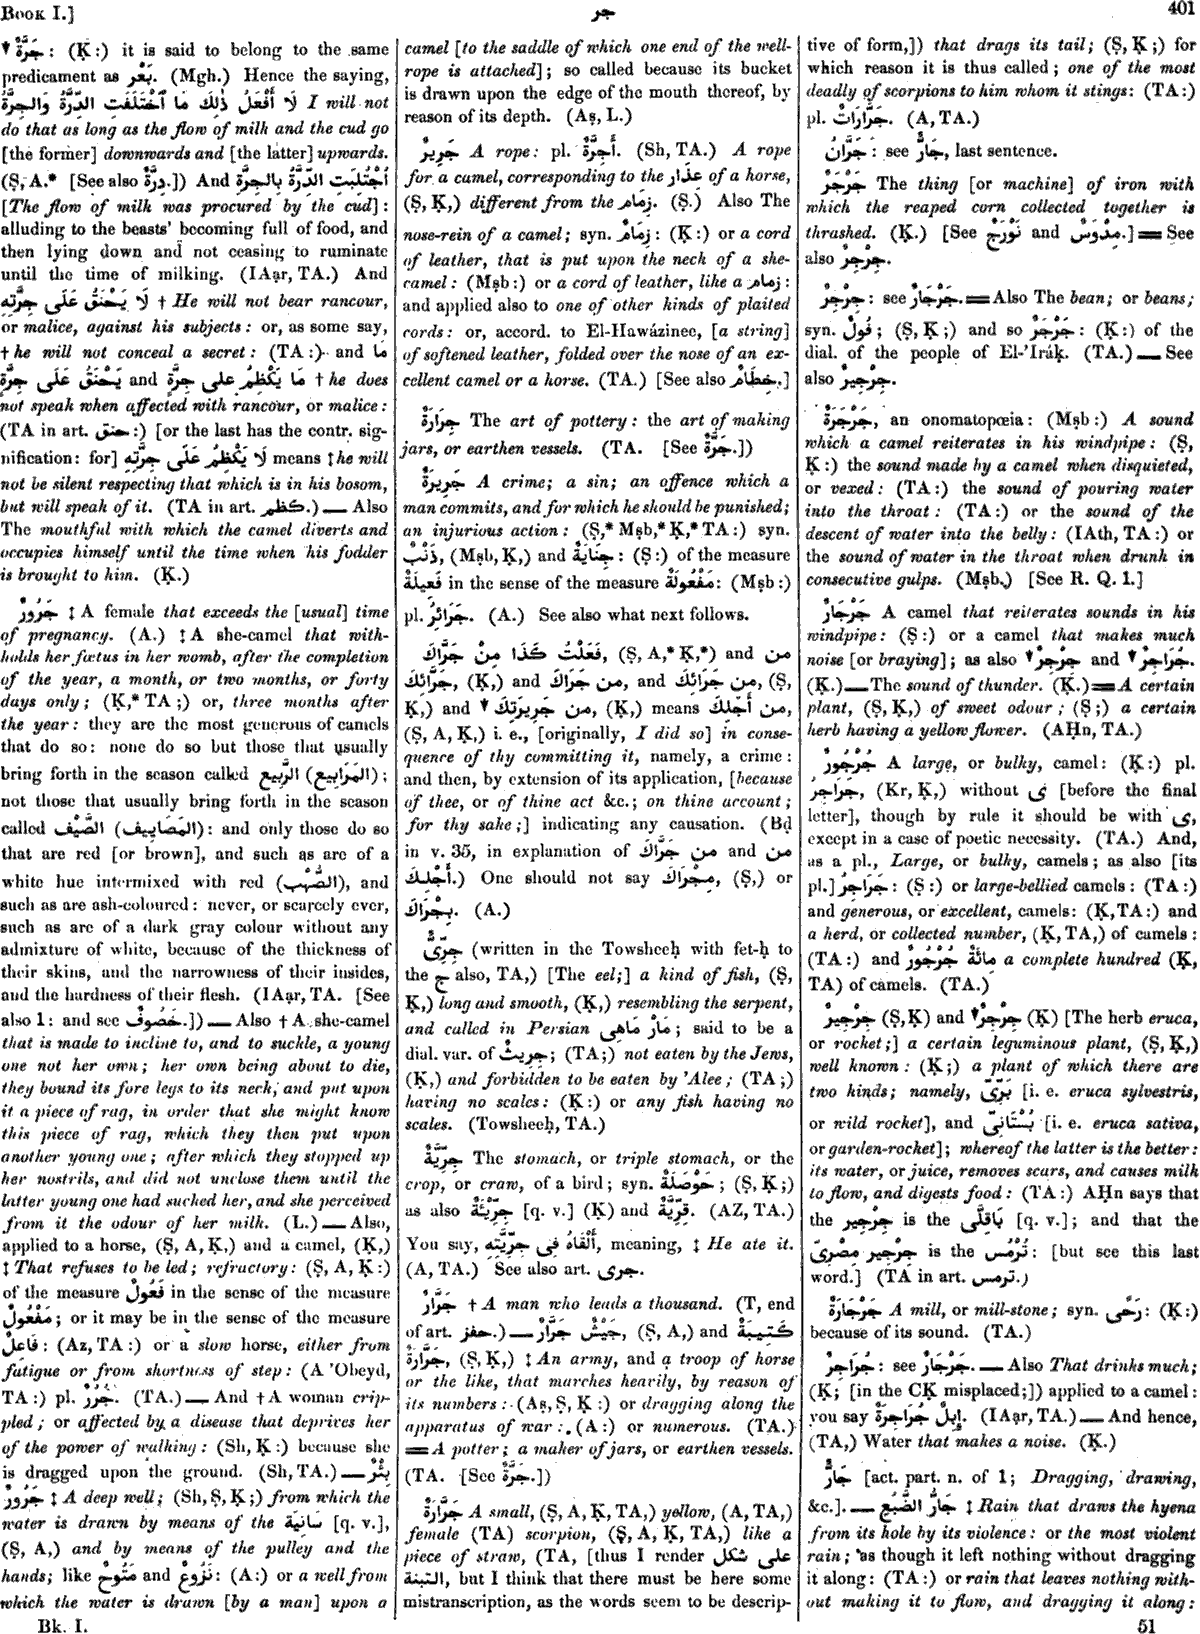 BOOK I.]
جر
401
▼ جَرَّةٌ : (Ḳ:) it is said to belong to the same
predicament as بَعْر. (Mgh.) Hence the saying,
لَا أَفْعَلُ ذٰلِكَ مَا ٱخْتَلَفَتِ الدِّرَّةُ وَالجِرَّةُ I will not
do that as long as the flow of milk and the cud go
[the former] downwards and [the latter] upwards.
(Ṣ, A.* [See also دِرَّةٌ.]) And اُجْتُلِبَتِ الدِّرَّةُ بِالجِرَّةِ
[The flow of milk was procured by the cud] :
alluding to the beasts' becoming full of food, and
then lying down and not ceasing to ruminate
until the time of milking. (IAạr, TA.) And
لَا يَحْنَقُ عَلَى جِرَّتِهِ † He will not bear rancour,
or malice, against his subjects : or, as some say,
† he will not conceal a secret : (TA :) and مَا
يَحْنَقُ عَلَى جِرَّةٍ and مَا يَكْظِمُ على جِرَّةٍ † he does
not speak when affected with rancour, or malice :
(TA in art. حنق :) [or the last has the contr. sig-
nification : for] لَا يَكْظِمُ عَلَى جِرَّتِهِ means ‡ he will
not be silent respecting that which is in his bosom,
but will speak of it. (TA in art. كظم.) — Also
The mouthful with which the camel diverts and
occupies himself until the time when his fodder
is brought to him. (Ḳ.)
جَرُورٌ ‡ A female that exceeds the [usual] time
of pregnancy. (A.) ‡ A she-camel that with-
holds her fœtus in her womb, after the completion
of the year, a month, or two months, or forty
days only ; (Ḳ,* TA ;) or, three months after
the year : they are the most generous of camels
that do so : none do so but those that usually
bring forth in the season called الرَّبِيع (المَرَابِيع) ;
not those that usually bring forth in the season
called الصَّيْف (المَصَايِيف) : and only those do so
that are red [or brown], and such as are of a
white hue intermixed with red (الصُّهْب), and
such as are ash-coloured : never, or scarcely ever,
such as are of a dark gray colour without any
admixture of white, because of the thickness of
their skins, and the narrowness of their insides,
and the hardness of their flesh. (IAạr, TA. [See
also 1 : and see خَصُوفٌ.]) — Also † A she-camel
that is made to incline to, and to suckle, a young
one not her own ; her own being about to die,
they bound its fore legs to its neck, and put upon
it a piece of rag, in order that she might know
this piece of rag, which they then put upon
another young one ; after which they stopped up
her nostrils, and did not unclose them until the
latter young one had sucked her, and she perceived
from it the odour of her milk. (L.) — Also,
applied to a horse, (Ṣ, A, Ḳ,) and a camel, (Ḳ,)
‡ That refuses to be led ; refractory : (Ṣ, A, Ḳ :)
of the measure فَعُولٌ in the sense of the measure
مَفْعُولٌ ; or it may be in the sense of the measure
فَاعِلٌ : (Az, TA :) or a slow horse, either from
fatigue or from shortness of step : (A 'Obeyd,
TA :) pl. جُرُرٌ. (TA.) — And † A woman crip-
pled ; or affected by a disease that deprives her
of the power of walking : (Sh, Ḳ :) because she
is dragged upon the ground. (Sh, TA.) — بِئْرٌ
جَرُورٌ ‡ A deep well ; (Sh, Ṣ, Ḳ ;) from which the
water is drawn by means of the سَانِيَة [q. v.],
(Ṣ, A,) and by means of the pulley and the
hands ; like مَتُوحٌ and نَزُوعٌ : (A :) or a well from
which the water is drawn [by a man] upon a
camel [to the saddle of which one end of the well-
rope is attached] ; so called because its bucket
is drawn upon the edge of the mouth thereof, by
reason of its depth. (Aṣ, L.)
جَرِيرٌ A rope : pl. أَجِرَّةٌ. (Sh, TA.) A rope
for a camel, corresponding to the عِذَار of a horse,
(Ṣ, Ḳ,) different from the زِمَام. (Ṣ.) Also The
nose-rein of a camel ; syn. زِمَامٌ : (Ḳ :) or a cord
of leather, that is put upon the neck of a she-
camel : (Mṣb :) or a cord of leather, like a زمام :
and applied also to one of other kinds of plaited
cords : or, accord. to El-Hawázinee, [a string]
of softened leather, folded over the nose of an ex-
cellent camel or a horse. (TA.) [See also خِطَامٌ.]
جِرَارَةٌ The art of pottery : the art of making
jars, or earthen vessels. (TA. [See جَرَّةٌ.])
جَرِيرَةٌ A crime ; a sin ; an offence which a
man commits, and for which he should be punished ;
an injurious action : (Ṣ,* Mṣb,* Ḳ,* TA :) syn.
ذَنْبٌ, (Mṣb, Ḳ,) and جِنَايَةٌ : (Ṣ :) of the measure
فَعِيلَةٌ in the sense of the measure مَفْعُولَةٌ : (Mṣb :)
pl. جَرَائِرُ. (A.) See also what next follows.
فَعَلْتُ كَذَا مِنْ جَرَّاكَ, (Ṣ, A,* Ḳ,*) and من
جَرَّائِكَ, (Ḳ,) and من جَرَاكَ, and من جَرَائِكَ, (Ṣ,
Ḳ,) and ▼ من جَرِيرَتِكَ, (Ḳ,) means من أَجْلِكَ,
(Ṣ, A, Ḳ,) i. e., [originally, I did so] in conse-
quence of thy committing it, namely, a crime :
and then, by extension of its application, [because
of thee, or of thine act &c. ; on thine account ;
for thy sake ;] indicating any causation. (Bḍ
in v. 35, in explanation of من جَرَّاكَ and من
أَجْلِكَ.) One should not say مِجْرَاكَ, (Ṣ,) or
بِجْرَاكَ. (A.)
جِرِّىٌّ (written in the Towsheeḥ with fet-ḥ to
the ج also, TA,) [The eel ;] a kind of fish, (Ṣ,
Ḳ,) long and smooth, (Ḳ,) resembling the serpent,
and called in Persian مَارْ مَاهِى ; said to be a
dial. var. of جِرِيثٌ ; (TA ;) not eaten by the Jews,
(Ḳ,) and forbidden to be eaten by 'Alee ; (TA ;)
having no scales : (Ḳ :) or any fish having no
scales. (Towsheeḥ, TA.)
جِرِّيَّةٌ The stomach, or triple stomach, or the
crop, or craw, of a bird ; syn. حَوْصَلَةٌ ; (Ṣ, Ḳ ;)
as also جِرِّيْئَةٌ [q. v.] (Ḳ) and قِرِّيَّةٌ. (AZ, TA.)
You say, أَلْقَاهُ فِى جِرِّيَّتِهِ, meaning, ‡ He ate it.
(A, TA.) See also art. جرى.
جَرَّارٌ † A man who leads a thousand. (T, end
of art. حفز.) — جَيْشٌ جَرَّارٌ, (Ṣ, A,) and كَتِيبَةٌ
جَرَّارَةٌ, (Ṣ, Ḳ,) ‡ An army, and a troop of horse
or the like, that marches heavily, by reason of
its numbers : (Aṣ, Ṣ, Ḳ :) or dragging along the
apparatus of war : (A :) or numerous. (TA.)
═ A potter ; a maker of jars, or earthen vessels.
(TA. [See جَرَّةٌ.])
جَرَّارَةٌ A small, (Ṣ, A, Ḳ, TA,) yellow, (A, TA,)
female (TA) scorpion, (Ṣ, A, Ḳ, TA,) like a
piece of straw, (TA, [thus I render على شكل
التبنة, but I think that there must be here some
mistranscription, as the words seem to be descrip-
tive of form,]) that drags its tail ; (Ṣ, Ḳ ;) for
which reason it is thus called ; one of the most
deadly of scorpions to him whom it stings : (TA :)
pl. جَرَّارَاتٌ. (A, TA.)
جَرَّانٌ : see جَارٌّ, last sentence.
جَرْجَرٌ The thing [or machine] of iron with
which the reaped corn collected together is
thrashed. (Ḳ.) [See نَوْرَجٌ and مِدْوَسٌ.] ═ See
also جِرْجِرٌ.
جِرْجِرٌ : see جَرْجَارٌ. ═ Also The bean ; or beans ;
syn. فُولٌ ; (Ṣ, Ḳ ;) and so جَرْجَرٌ : (Ḳ :) of the
dial. of the people of El-'Iráḳ. (TA.) — See
also جِرْجِيرٌ.
جَرْجَرَةٌ, an onomatopœia : (Mṣb :) A sound
which a camel reiterates in his windpipe : (Ṣ,
Ḳ :) the sound made by a camel when disquieted,
or vexed : (TA :) the sound of pouring water
into the throat : (TA :) or the sound of the
descent of water into the belly : (IAth, TA :) or
the sound of water in the throat when drunk in
consecutive gulps. (Mṣb.) [See R. Q. 1.]
جَرْجَارٌ A camel that reiterates sounds in his
windpipe : (Ṣ :) or a camel that makes much
noise [or braying] ; as also ▼ جِرْجِرٌ and ▼ جُرَاجِرٌ.
(Ḳ.) — The sound of thunder. (Ḳ.) ═ A certain
plant, (Ṣ, Ḳ,) of sweet odour ; (Ṣ ;) a certain
herb having a yellow flower. (AḤn, TA.)
جُرْجُورٌ A large, or bulky, camel : (Ḳ :) pl.
جَرَاجِرُ, (Kr, Ḳ,) without ى [before the final
letter], though by rule it should be with ى,
except in a case of poetic necessity. (TA.) And,
as a pl., Large, or bulky, camels ; as also [its
pl.] جَرَاجِرُ : (Ṣ :) or large-bellied camels : (TA :)
and generous, or excellent, camels : (Ḳ, TA :) and
a herd, or collected number, (Ḳ, TA,) of camels :
(TA :) and مِائَةٌ جُرْجُورٌ a complete hundred (Ḳ,
TA) of camels. (TA.)
جِرْجِيرٌ (Ṣ, Ḳ) and ▼ جِرْجِرٌ (Ḳ) [The herb eruca,
or rocket ;] a certain leguminous plant, (Ṣ, Ḳ,)
well known : (Ḳ ;) a plant of which there are
two kinds ; namely, بَرِّىّ [i. e. eruca sylvestris,
or wild rocket], and بُسْتَانِىّ [i. e. eruca sativa,
or garden-rocket] ; whereof the latter is the better :
its water, or juice, removes scars, and causes milk
to flow, and digests food : (TA :) AḤn says that
the جِرْجِير is the بَاقِلَّى [q. v.] ; and that the
جِرْجِير مِصْرِىّ is the تُرْمُس : [but see this last
word.] (TA in art. ترمس.)
جَرْجَارَةٌ A mill, or mill-stone ; syn. رَحًى : (Ḳ :)
because of its sound. (TA.)
جُرَاجِرٌ : see جَرْجَارٌ. — Also That drinks much ;
(Ḳ ; [in the CḲ misplaced ;]) applied to a camel :
you say إِبِلٌ جُرَاجِرَةٌ. (IAạr, TA.) — And hence,
(TA,) Water that makes a noise. (Ḳ.)
جَارٌّ [act. part. n. of 1 ; Dragging, drawing,
&c.]. — جَارُّ الضَّبُعِ ‡ Rain that draws the hyena
from its hole by its violence : or the most violent
rain ; as though it left nothing without dragging
it along : (TA :) or rain that leaves nothing with-
out making it to flow, and dragging it along :
Bk. I.
51